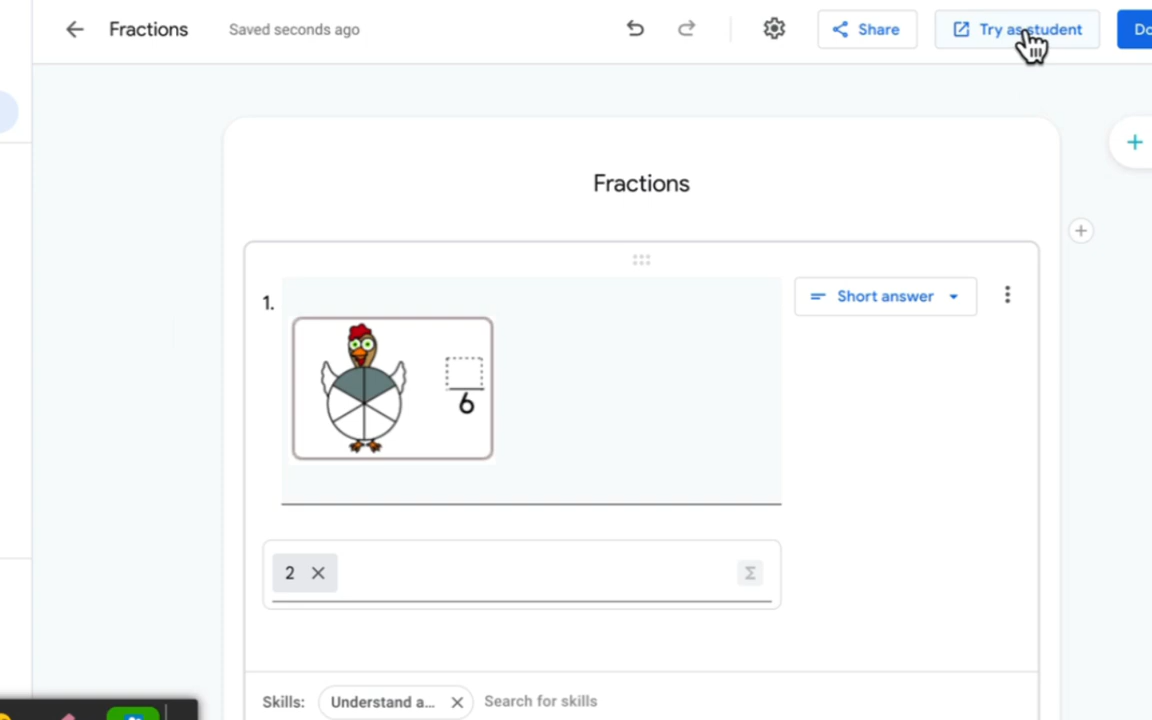 Fractions
Saved seconds ago
Share
Try as student
Do
Fractions
1.
Short answer
6
2
Σ
Skills:
Understand a...
Search for skills